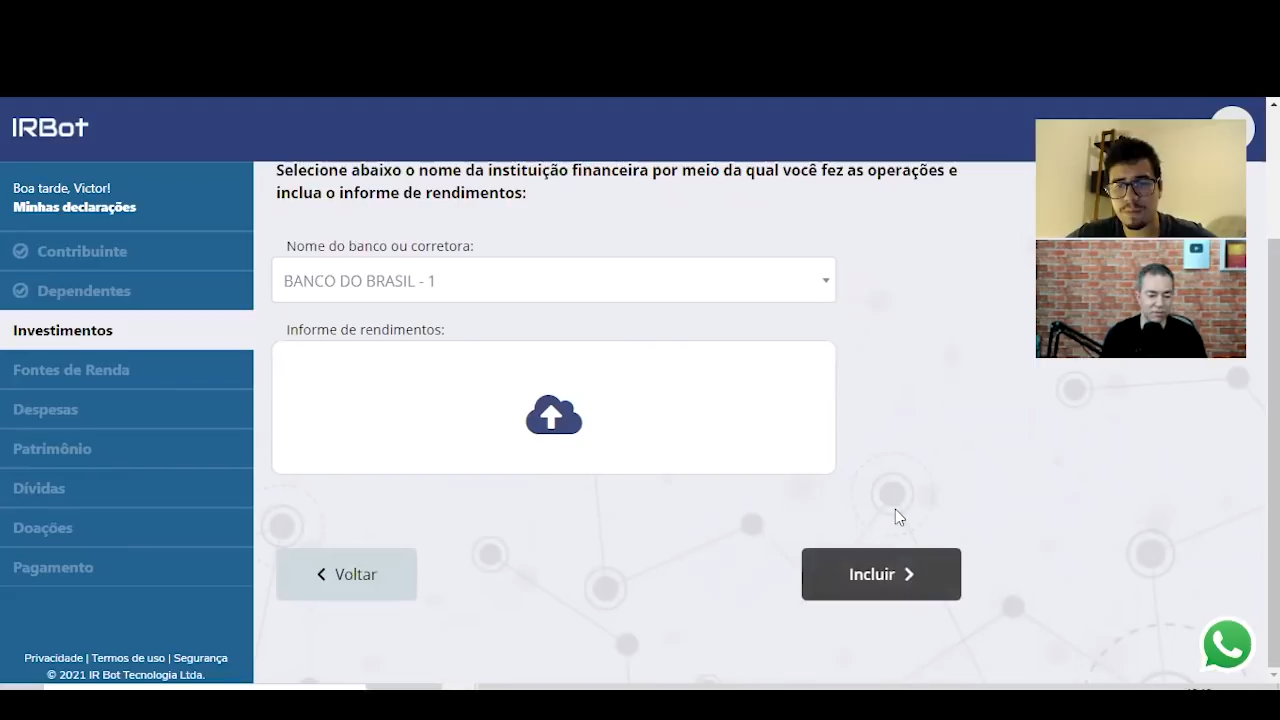 IRBot
Boa tarde, Victor!
Minhas declarações
Contribuinte
Dependentes
Investimentos
Fontes de Renda
Despesas
Patrimônio
Dívidas
Doações
Pagamento
Privacidade | Termos de uso | Segurança
© 2021 IR Bot Tecnologia Ltda.
Selecione abaixo o nome da instituição financeira por meio da qual você fez as operações e
inclua o informe de rendimentos:
Nome do banco ou corretora:
BANCO DO BRASIL - 1
Informe de rendimentos:
Voltar
Incluir